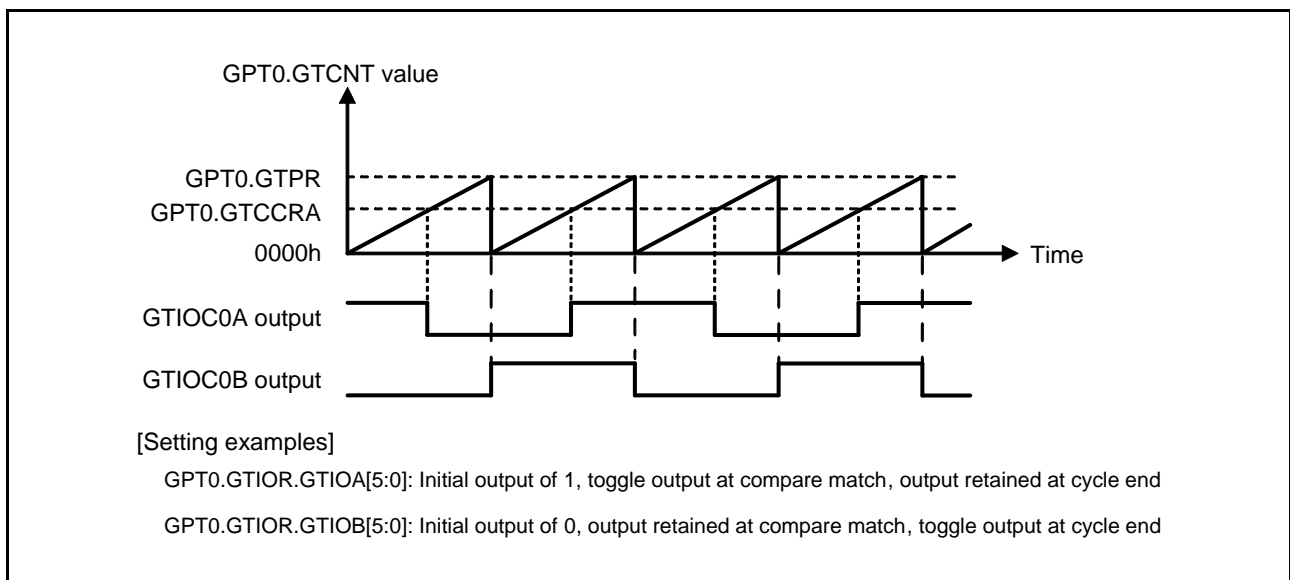 GPT0.GTCNT value
GPT0.GTPR
GPT0.GTCCRA
0000h
Time
GTIOC0A output
GTIOC0B output
[Setting examples]
GPT0.GTIOR.GTIOA[5:0]: Initial output of 1, toggle output at compare match, output retained at cycle end
GPT0.GTIOR.GTIOB[5:0]: Initial output of 0, output retained at compare match, toggle output at cycle end